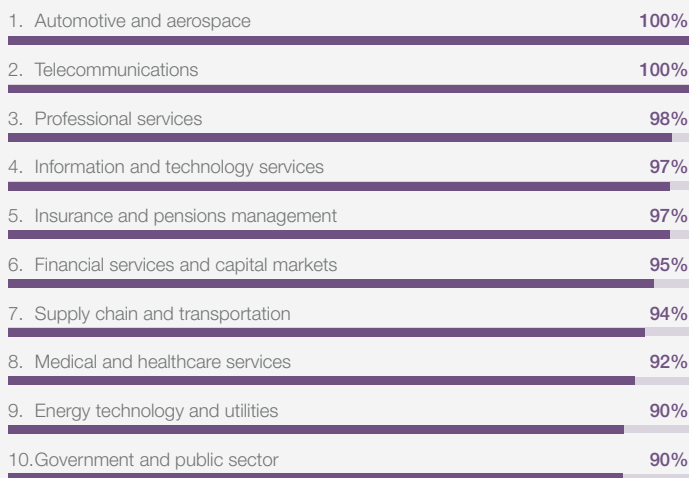 1. Automotive and aerospace 100%
2. Telecommunications 100%
3. Professional services 98%
4. Information and technology services 97%
5. Insurance and pensions management 97%
6. Financial services and capital markets 95%
7. Supply chain and transportation 94%
8. Medical and healthcare services 92%
9. Energy technology and utilities 90%
10.Government and public sector 90%